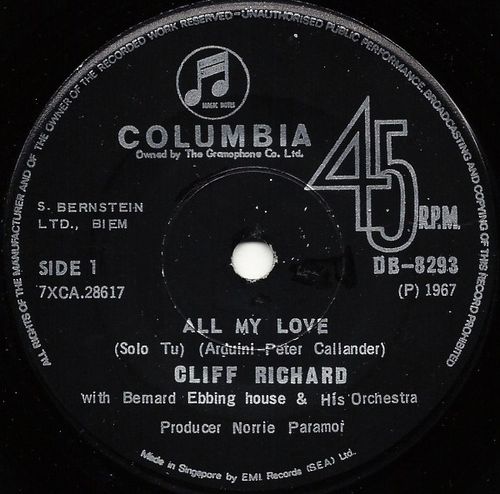 ALL RIGHTS OF THE MANUFACTURER AND OF THE OWNER OF THE RECORDED WORK RESERVED—UNAUTHORISED PUBLIC PERFORMANCE, BROADCASTING AND COPYING OF THIS RECORD PROHIBITED
MAGIC NOTES
COLUMBIA
Owned by The Gramophone Co. Ltd.
45
R.P.M.
S. BERNSTEIN
LTD., BIEM
SIDE 1
DB-8293
7XCA.28617
(P) 1967
ALL MY LOVE
(Solo Tu) (Arduini-Peter Callander)
CLIFF RICHARD
with Bernard Ebbing house & His Orchestra
Producer Norrie Paramor
Made in Singapore by E.M.I. Records (S.E.A.) Ltd.